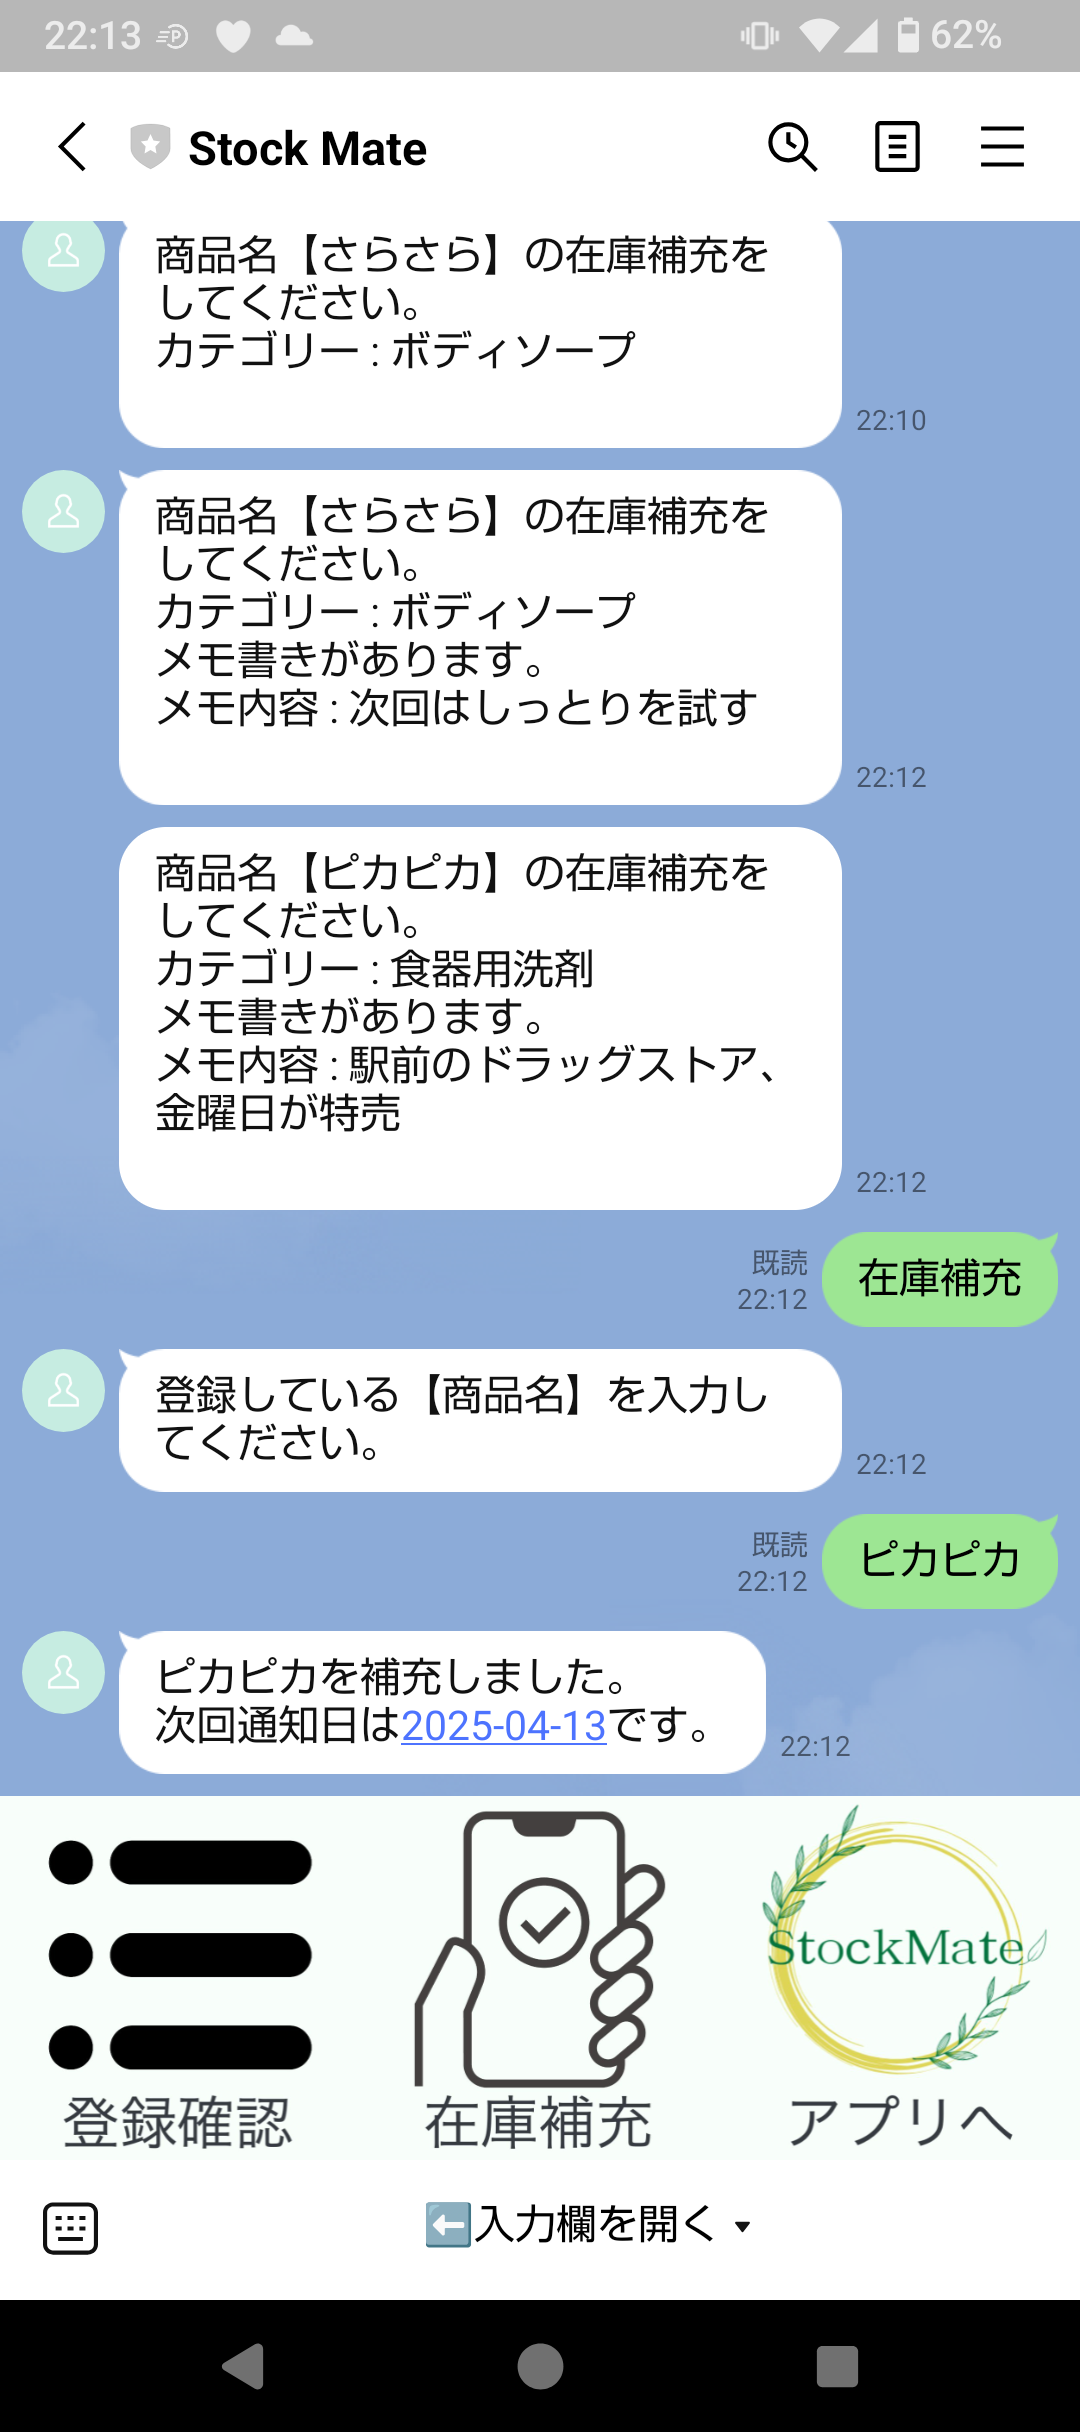 22:13
62%
Stock Mate
商品名【さらさら】の在庫補充を
してください。
カテゴリー : ボディソープ
22:10
商品名【さらさら】の在庫補充を
してください。
カテゴリー : ボディソープ
メモ書きがあります。
メモ内容 : 次回はしっとりを試す
22:12
商品名【ピカピカ】の在庫補充を
してください。
カテゴリー : 食器用洗剤
メモ書きがあります。
メモ内容 : 駅前のドラッグストア、
金曜日が特売
22:12
既読
22:12
在庫補充
登録している【商品名】を入力し
てください。
22:12
既読
22:12
ピカピカ
ピカピカを補充しました。
次回通知日は2025-04-13です。
22:12
StockMate
登録確認
在庫補充
アプリへ
⬅️入力欄を開く ▾